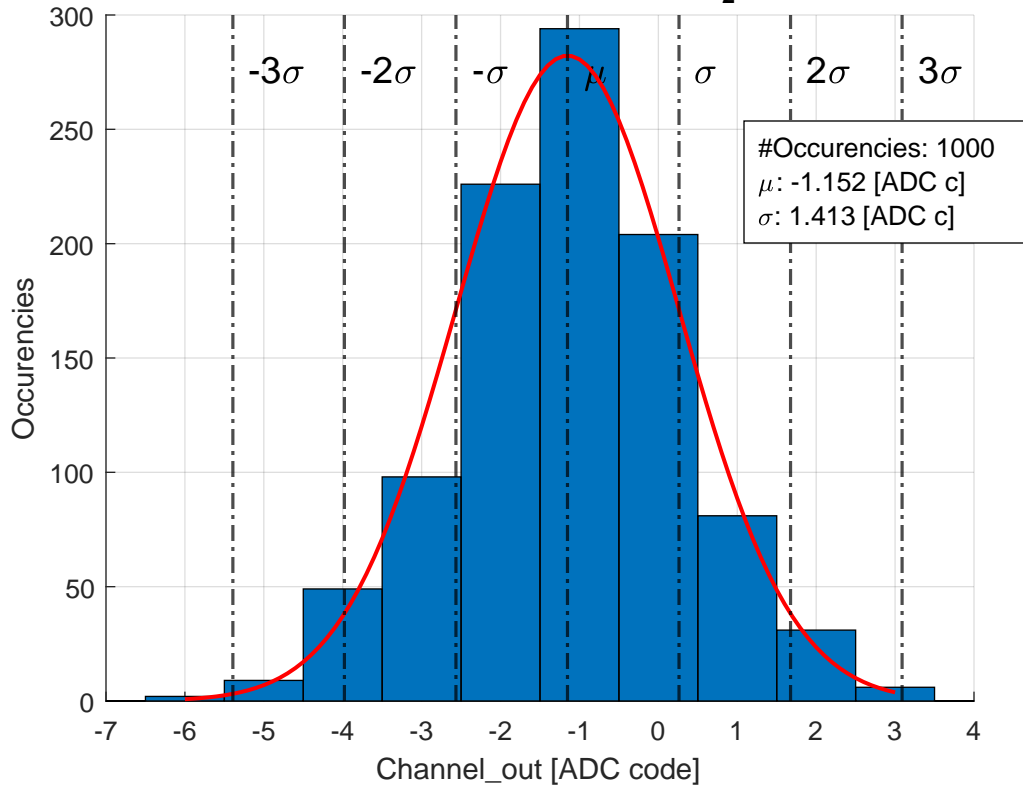 2
300
250
200
150
100
50
0
Occurencies
-3σ
-2σ
-σ
μ
σ
2σ
3σ
#Occurencies: 1000
μ: -1.152 [ADC c]
σ: 1.413 [ADC c]
-7 -6 -5 -4 -3 -2 -1 0 1 2 3 4
Channel_out [ADC code]